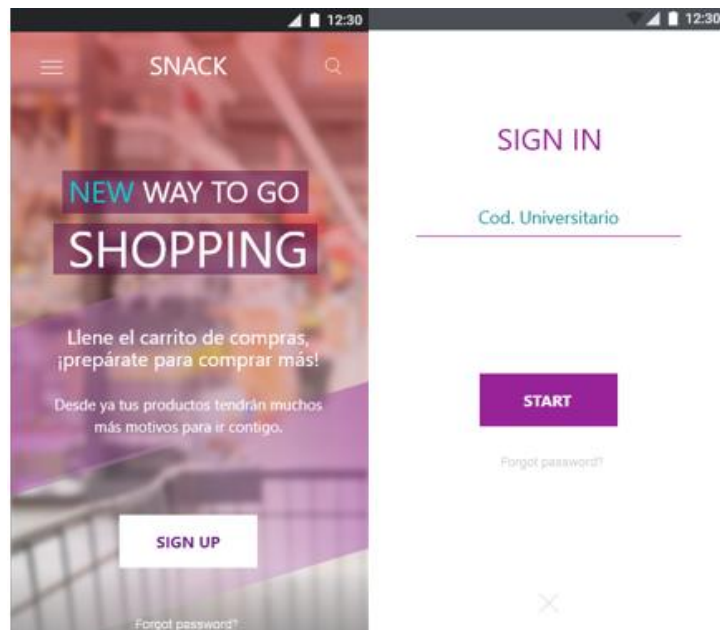 12:30
SNACK
NEW WAY TO GO
SHOPPING
Llene el carrito de compras,
¡prepárate para comprar más!
Desde ya tus productos tendrán muchos
más motivos para ir contigo.
SIGN UP
Forgot password?
12:30
SIGN IN
Cod. Universitario
START
Forgot password?